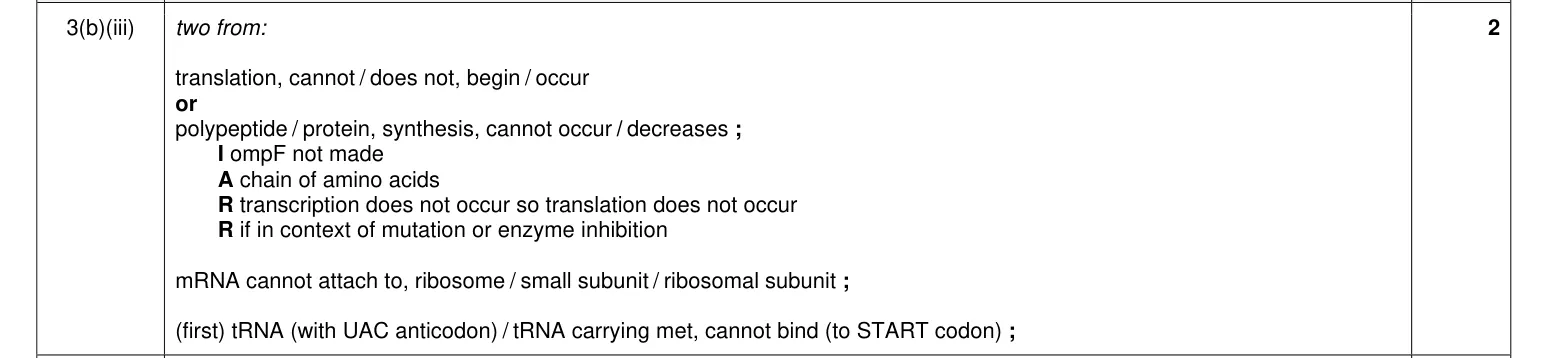 3(b)(iii) two from: 2
translation, cannot / does not, begin / occur
or
polypeptide / protein, synthesis, cannot occur / decreases ;
I ompF not made
A chain of amino acids
R transcription does not occur so translation does not occur
R if in context of mutation or enzyme inhibition
mRNA cannot attach to, ribosome / small subunit / ribosomal subunit ;
(first) tRNA (with UAC anticodon) / tRNA carrying met, cannot bind (to START codon) ;